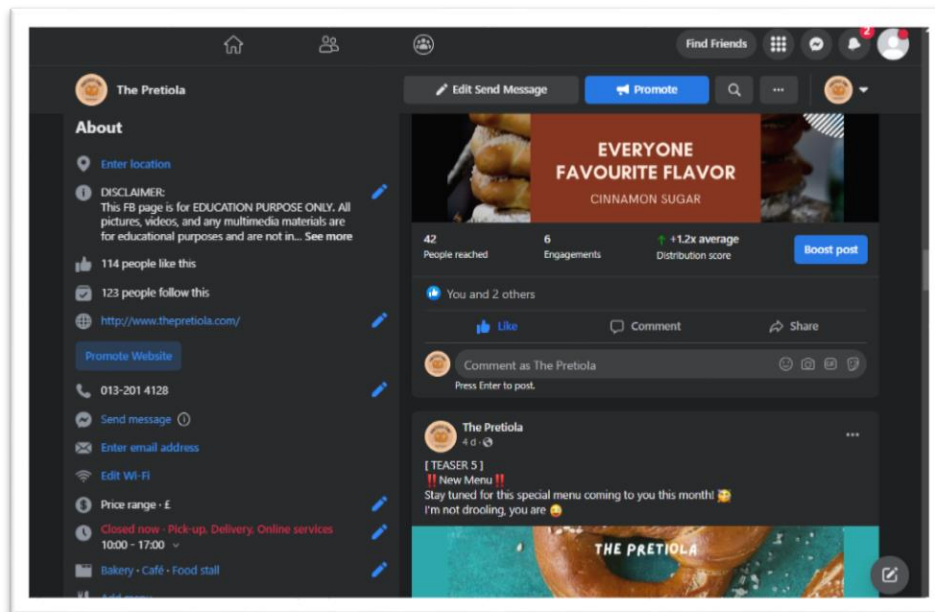 Find Friends
2
The Pretiola
Edit Send Message
Promote
About
Enter location
DISCLAIMER:
This FB page is for EDUCATION PURPOSE ONLY. All
pictures, videos, and any multimedia materials are
for educational purposes and are not in... See more
114 people like this
123 people follow this
http://www.thepretiola.com/
Promote Website
013-201 4128
Send message
Enter email address
Edit Wi-Fi
Price range · £
Closed now · Pick-up, Delivery, Online services
10:00 - 17:00
Bakery · Café · Food stall
Add menu
EVERYONE
FAVOURITE FLAVOR
CINNAMON SUGAR
42
People reached
6
Engagements
+1.2x average
Distribution score
Boost post
You and 2 others
Like
Comment
Share
Comment as The Pretiola
Press Enter to post.
The Pretiola
4 d ·
[ TEASER 5 ]
‼️New Menu‼️
Stay tuned for this special menu coming to you this month! 🥰
I'm not drooling, you are 😜
THE PRETIOLA